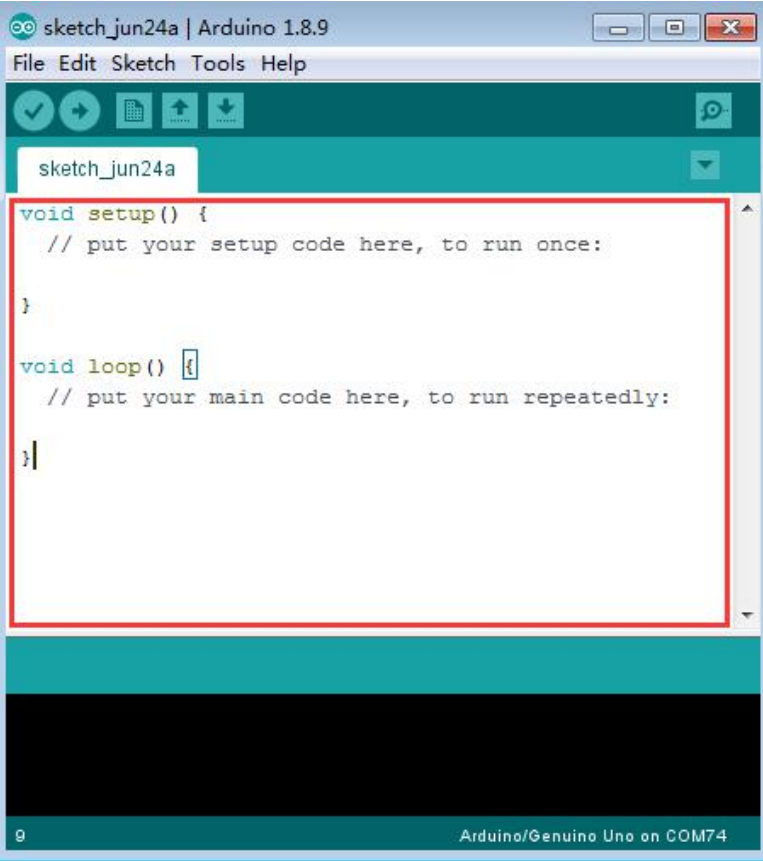 sketch_jun24a | Arduino 1.8.9
File Edit Sketch Tools Help
sketch_jun24a
void setup() {
  // put your setup code here, to run once:
}
void loop() {
  // put your main code here, to run repeatedly:
}
9
Arduino/Genuino Uno on COM74